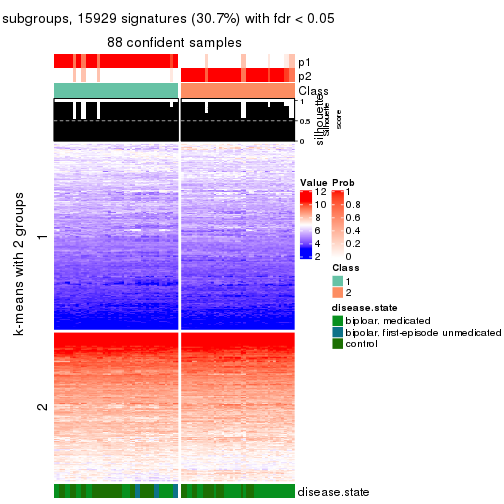 subgroups, 15929 signatures (30.7%) with fdr < 0.05
88 confident samples
p1
p2
Class
1
0.5
0
silhouette
Silhouette
score
k-means with 2 groups
1
2
Value
12
10
8
6
4
2
Prob
1
0.8
0.6
0.4
0.2
0
Class
1
2
disease.state
biploar. medicated
bipolar. first-episode unmedicated
control
disease.state